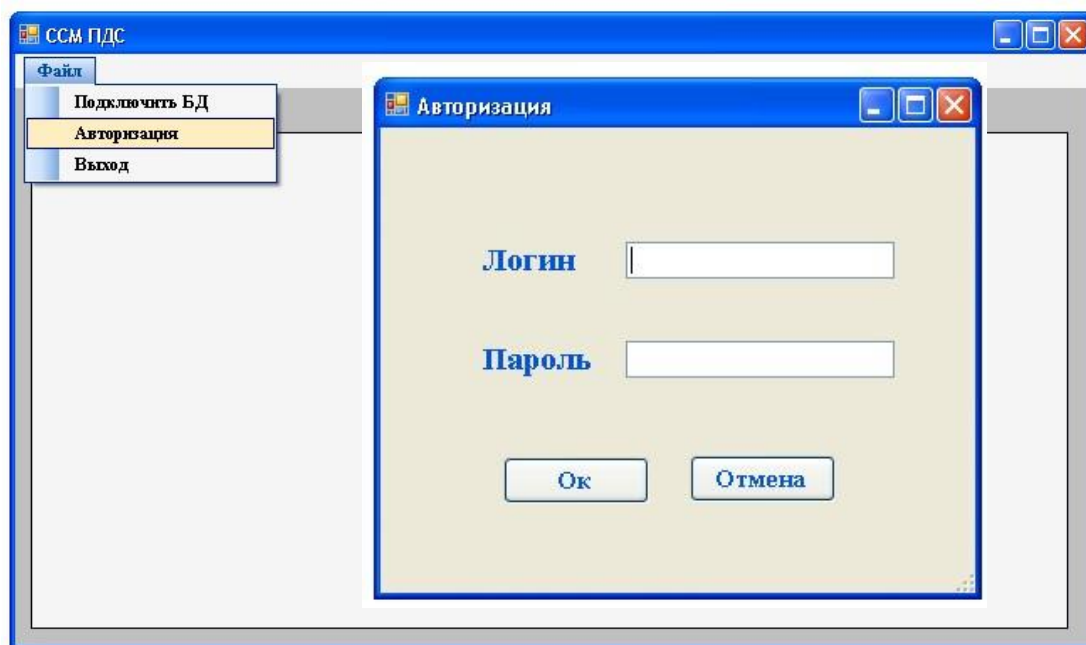 ССМ ПДС
Файл
Подключить БД
Авторизация
Выход
Авторизация
Логин
Пароль
Ок
Отмена